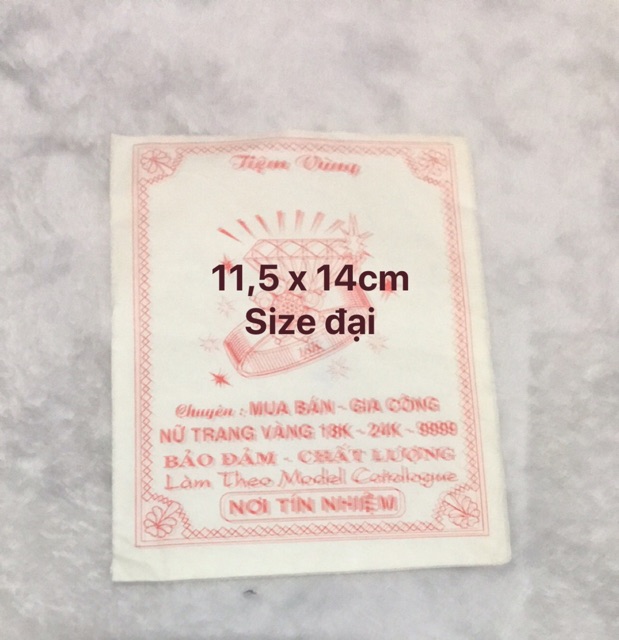 Tiệm Vàng
11,5 x 14cm
Size đại
Chuyên : MUA BÁN - GIA CÔNG
NỮ TRANG VÀNG 18K - 24K - 9999
BẢO ĐẢM - CHẤT LƯỢNG
Làm Theo Model Catalogue
NƠI TÍN NHIỆM